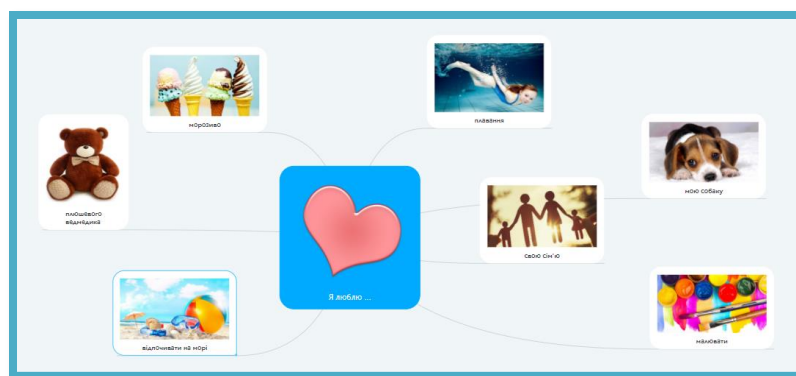 морозиво
плавання
плюшевого
ведмедика
мою собаку
свою сім'ю
Я люблю ...
відпочивати на морі
малювати